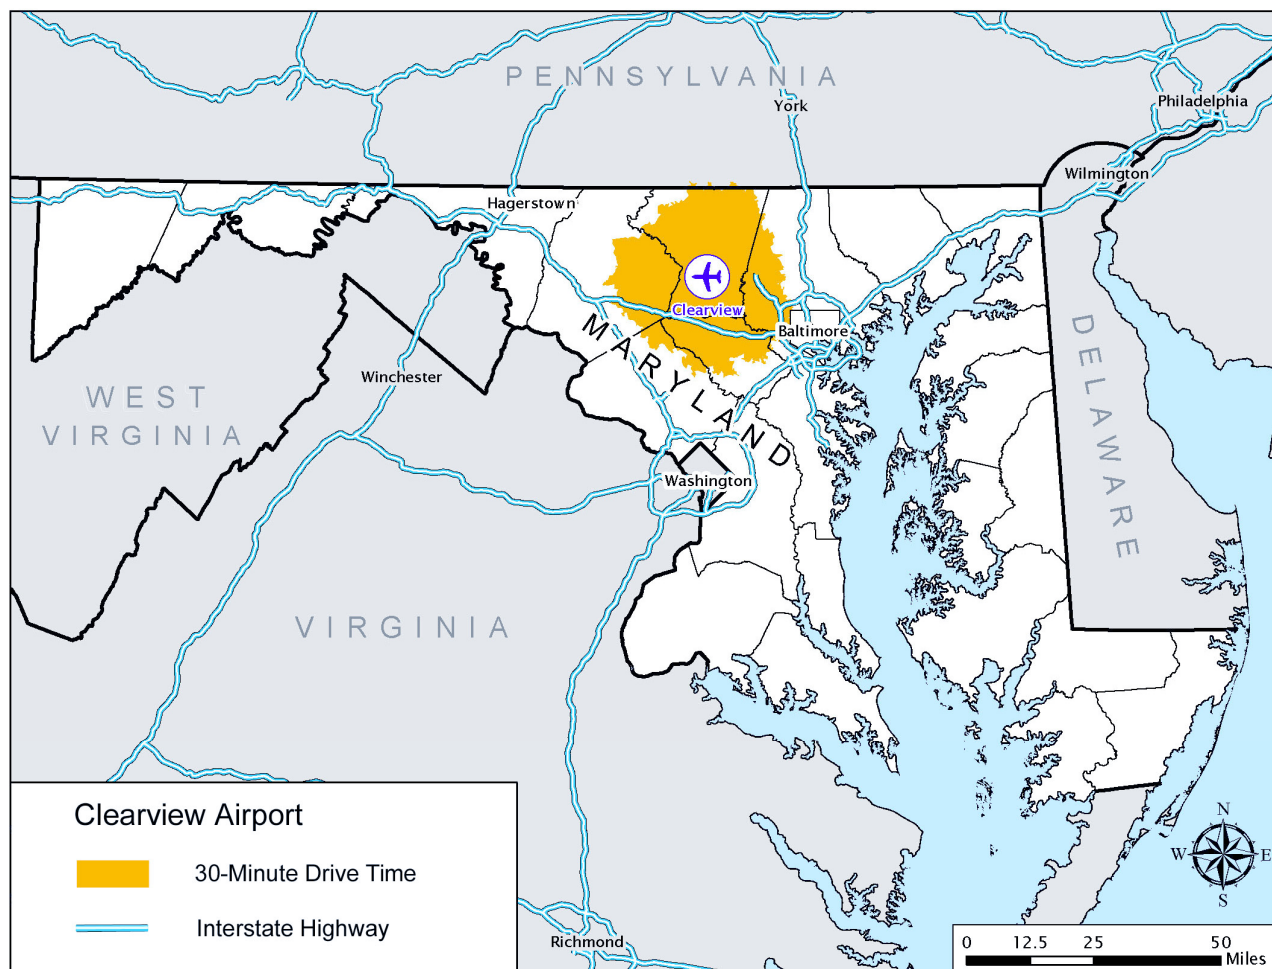 PENNSYLVANIA
York
Philadelphia
Wilmington
Hagerstown
Clearview
Baltimore
MARYLAND
DELAWARE
Winchester
WEST
VIRGINIA
Washington
VIRGINIA
Clearview Airport
30-Minute Drive Time
Interstate Highway
Richmond
N
W
E
S
0 12.5 25 50
Miles